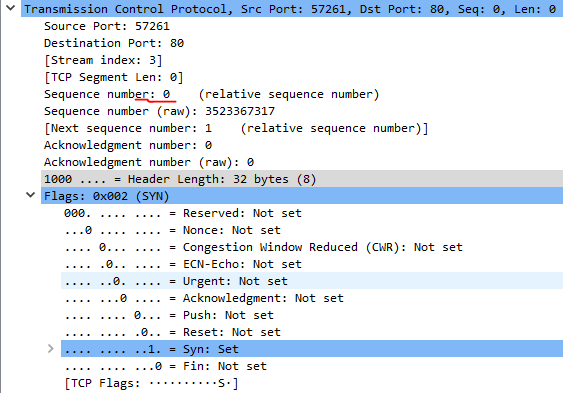 Transmission Control Protocol, Src Port: 57261, Dst Port: 80, Seq: 0, Len: 0
Source Port: 57261
Destination Port: 80
[Stream index: 3]
[TCP Segment Len: 0]
Sequence number: 0    (relative sequence number)
Sequence number (raw): 3523367317
[Next sequence number: 1    (relative sequence number)]
Acknowledgment number: 0
Acknowledgment number (raw): 0
1000 .... = Header Length: 32 bytes (8)
Flags: 0x002 (SYN)
000. .... .... = Reserved: Not set
...0 .... .... = Nonce: Not set
.... 0... .... = Congestion Window Reduced (CWR): Not set
.... .0.. .... = ECN-Echo: Not set
.... ..0. .... = Urgent: Not set
.... ...0 .... = Acknowledgment: Not set
.... .... 0... = Push: Not set
.... .... .0.. = Reset: Not set
.... .... ..1. = Syn: Set
.... .... ...0 = Fin: Not set
[TCP Flags: ··········S·]